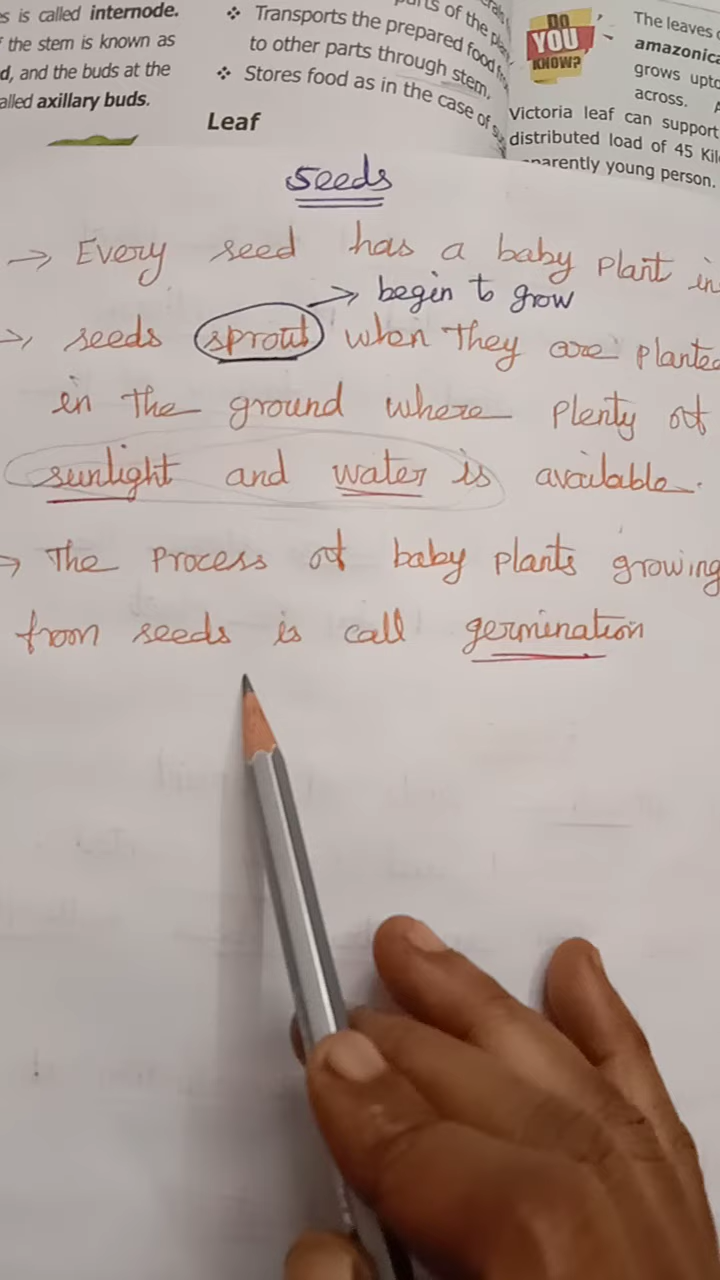 s is called internode.
the stem is known as
d, and the buds at the
alled axillary buds.
❖ Transports the prepared food
to other parts through stem.
❖ Stores food as in the case of
Leaf
DO YOU KNOW?
The leaves
amazonica
grows upto
across. A
Victoria leaf can support
distributed load of 45 Kil
parently young person.
Seeds
→ Every seed has a baby plant in
→ begin to grow
→ seeds sprout when they are planted
in the ground where plenty of
sunlight and water is available.
→ The process of baby plants growing
from seeds is call germination